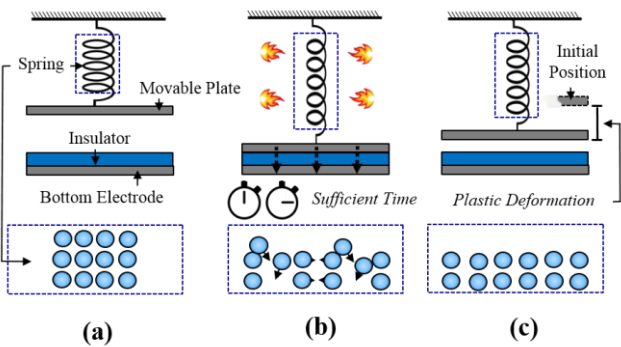 Spring
Movable Plate
Insulator
Bottom Electrode
Sufficient Time
Initial
Position
Plastic Deformation
(a)
(b)
(c)